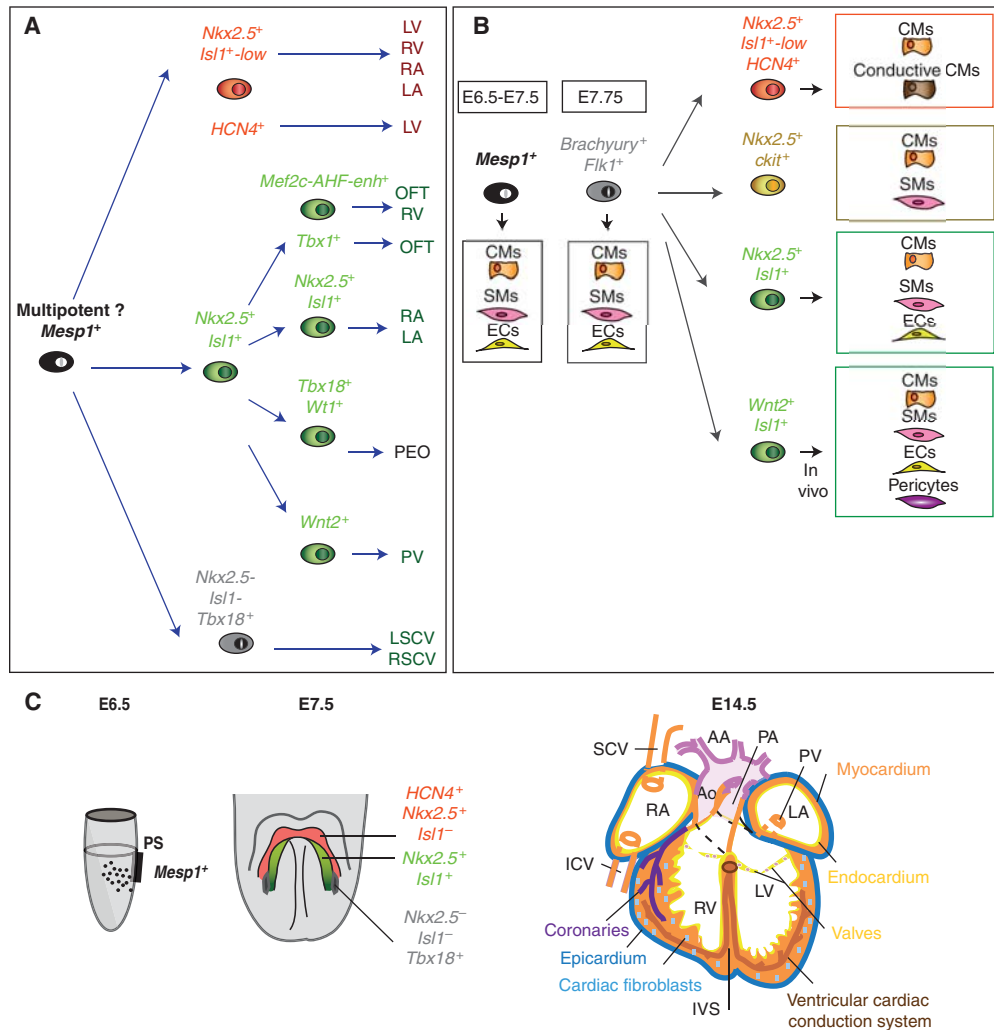 A
Nkx2.5+
Isl1+-low
LV
RV
RA
LA
HCN4+
LV
Mef2c-AHF-enh+
OFT
RV
Tbx1+
OFT
Nkx2.5+
Isl1+
RA
LA
Multipotent ?
Mesp1+
Nkx2.5+
Isl1+
Tbx18+
Wt1+
PEO
Wnt2+
PV
Nkx2.5-
Isl1-
Tbx18+
LSCV
RSCV
B
E6.5-E7.5
E7.75
Mesp1+
Brachyury+
Flk1+
CMs
SMs
ECs
CMs
SMs
ECs
Nkx2.5+
Isl1+-low
HCN4+
CMs
Conductive CMs
Nkx2.5+
ckit+
CMs
SMs
Nkx2.5+
Isl1+
CMs
SMs
ECs
Wnt2+
Isl1+
In
vivo
CMs
SMs
ECs
Pericytes
C
E6.5
PS
Mesp1+
E7.5
HCN4+
Nkx2.5+
Isl1–
Nkx2.5+
Isl1+
Nkx2.5–
Isl1–
Tbx18+
E14.5
SCV
AA
PA
PV
Myocardium
Ao
RA
LA
ICV
Endocardium
LV
RV
Coronaries
Valves
Epicardium
Cardiac fibroblasts
IVS
Ventricular cardiac
conduction system